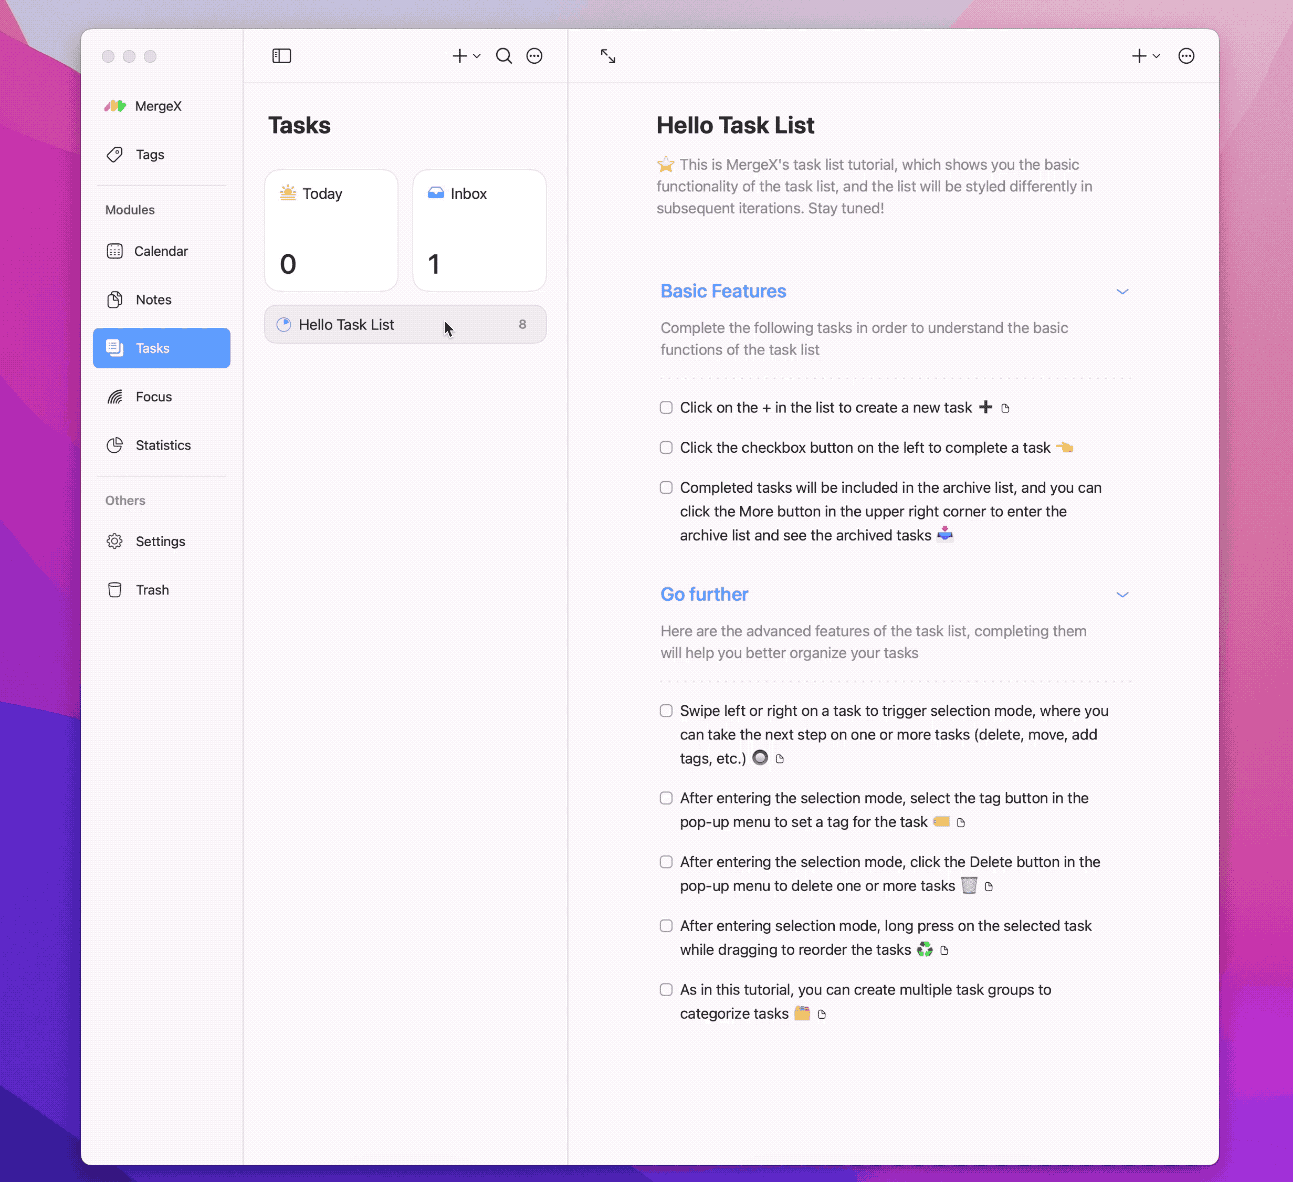 MergeX
Tags
Modules
Calendar
Notes
Tasks
Focus
Statistics
Others
Settings
Trash
Tasks
Today
0
Inbox
1
Hello Task List 8
Hello Task List
⭐ This is MergeX's task list tutorial, which shows you the basic
functionality of the task list, and the list will be styled differently in
subsequent iterations. Stay tuned!
Basic Features
Complete the following tasks in order to understand the basic
functions of the task list
Click on the + in the list to create a new task ➕
Click the checkbox button on the left to complete a task 👈
Completed tasks will be included in the archive list, and you can
click the More button in the upper right corner to enter the
archive list and see the archived tasks 📥
Go further
Here are the advanced features of the task list, completing them
will help you better organize your tasks
Swipe left or right on a task to trigger selection mode, where you
can take the next step on one or more tasks (delete, move, add
tags, etc.) 🔘
After entering the selection mode, select the tag button in the
pop-up menu to set a tag for the task 🏷️
After entering the selection mode, click the Delete button in the
pop-up menu to delete one or more tasks 🗑️
After entering selection mode, long press on the selected task
while dragging to reorder the tasks ♻️
As in this tutorial, you can create multiple task groups to
categorize tasks 🗂️